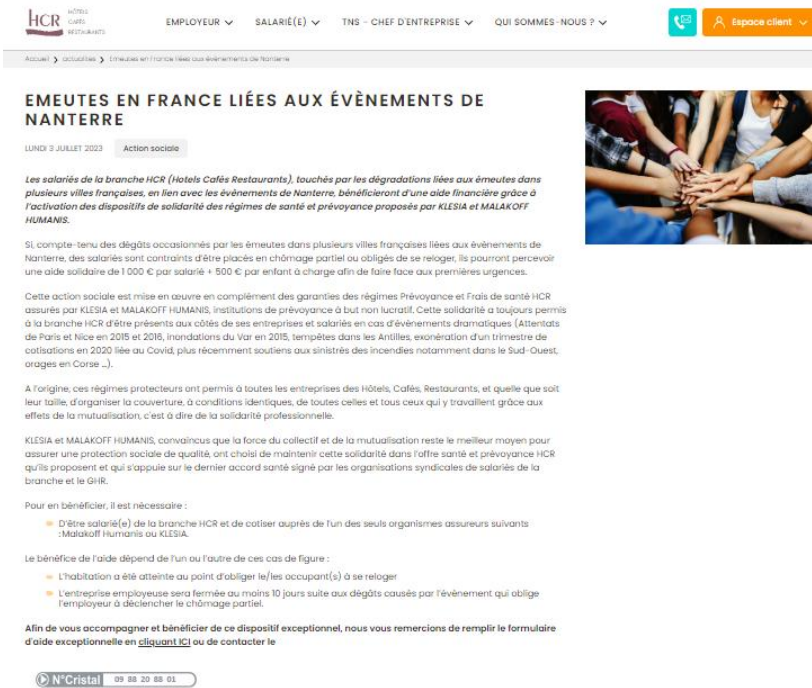 HCR HÔTELS
CAFÉS
RESTAURANTS
EMPLOYEUR SALARIÉ(E) TNS - CHEF D'ENTREPRISE QUI SOMMES-NOUS ? Espace client
Accueil > actualites > Emeutes en France liées aux évènements de Nanterre
EMEUTES EN FRANCE LIÉES AUX ÉVÈNEMENTS DE
NANTERRE
LUNDI 3 JUILLET 2023 Action sociale
Les salariés de la branche HCR (Hotels Cafés Restaurants), touchés par les dégradations liées aux émeutes dans
plusieurs villes françaises, en lien avec les évènements de Nanterre, bénéficieront d'une aide financière grâce à
l'activation des dispositifs de solidarité des régimes de santé et prévoyance proposés par KLESIA et MALAKOFF
HUMANIS.
Si, compte-tenu des dégâts occasionnés par les émeutes dans plusieurs villes françaises liées aux évènements de
Nanterre, des salariés sont contraints d'être placés en chômage partiel ou obligés de se reloger, ils pourront percevoir
une aide solidaire de 1 000 € par salarié + 500 € par enfant à charge afin de faire face aux premières urgences.
Cette action sociale est mise en œuvre en complément des garanties des régimes Prévoyance et Frais de santé HCR
assurés par KLESIA et MALAKOFF HUMANIS, institutions de prévoyance à but non lucratif. Cette solidarité a toujours permis
à la branche HCR d'être présents aux côtés de ses entreprises et salariés en cas d'évènements dramatiques (Attentats
de Paris et Nice en 2015 et 2016, inondations du Var en 2015, tempêtes dans les Antilles, exonération d'un trimestre de
cotisations en 2020 liée au Covid, plus récemment soutiens aux sinistrés des incendies notamment dans le Sud-Ouest,
orages en Corse ...).
A l'origine, ces régimes protecteurs ont permis à toutes les entreprises des Hôtels, Cafés, Restaurants, et quelle que soit
leur taille, d'organiser la couverture, à conditions identiques, de toutes celles et tous ceux qui y travaillent grâce aux
effets de la mutualisation, c'est à dire de la solidarité professionnelle.
KLESIA et MALAKOFF HUMANIS, convaincus que la force du collectif et de la mutualisation reste le meilleur moyen pour
assurer une protection sociale de qualité, ont choisi de maintenir cette solidarité dans l'offre santé et prévoyance HCR
qu'ils proposent et qui s'appuie sur le dernier accord santé signé par les organisations syndicales de salariés de la
branche et le GHR.
Pour en bénéficier, il est nécessaire :
D'être salarié(e) de la branche HCR et de cotiser auprès de l'un des seuls organismes assureurs suivants
:Malakoff Humanis ou KLESIA.
Le bénéfice de l'aide dépend de l'un ou l'autre de ces cas de figure :
L'habitation a été atteinte au point d'obliger le/les occupant(s) à se reloger
L'entreprise employeuse sera fermée au moins 10 jours suite aux dégâts causés par l'évènement qui oblige
l'employeur à déclencher le chômage partiel.
Afin de vous accompagner et bénéficier de ce dispositif exceptionnel, nous vous remercions de remplir le formulaire
d'aide exceptionnelle en cliquant ICI ou de contacter le
N°Cristal 09 88 20 88 01